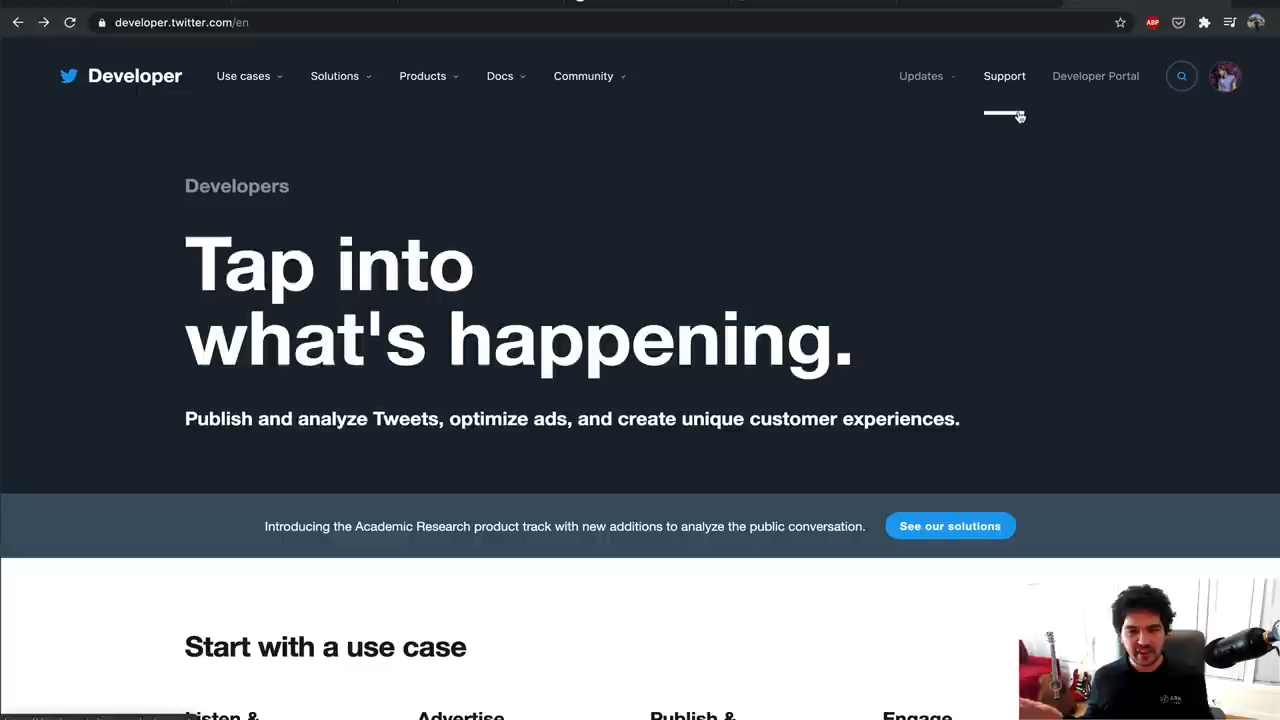 developer.twitter.com/en
ABP
Developer
Use cases
Solutions
Products
Docs
Community
Updates
Support
Developer Portal
Developers
Tap into
what's happening.
Publish and analyze Tweets, optimize ads, and create unique customer experiences.
Introducing the Academic Research product track with new additions to analyze the public conversation.
See our solutions
Start with a use case
Listen &
Advertise
Publish &
Engage